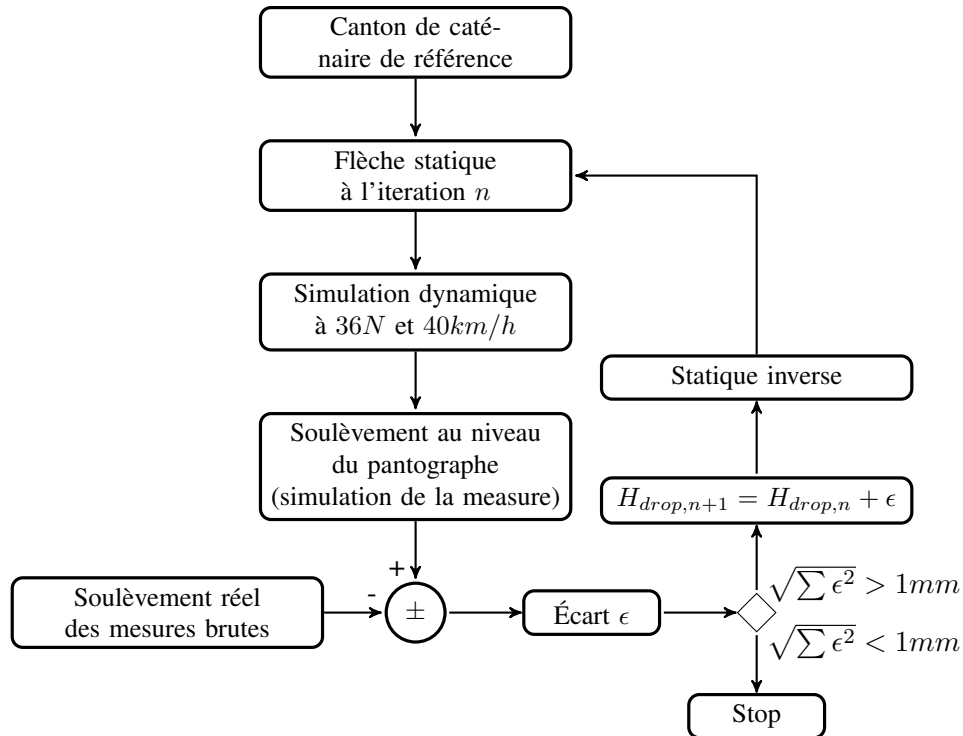 Canton de caté-
naire de référence
Flèche statique
à l'iteration n
Simulation dynamique
à 36N et 40km/h
Statique inverse
Soulèvement au niveau
du pantographe
(simulation de la measure)
H_{drop,n+1} = H_{drop,n} + ϵ
+
-
±
Soulèvement réel
des mesures brutes
Écart ϵ
√∑ ϵ² > 1mm
√∑ ϵ² < 1mm
Stop